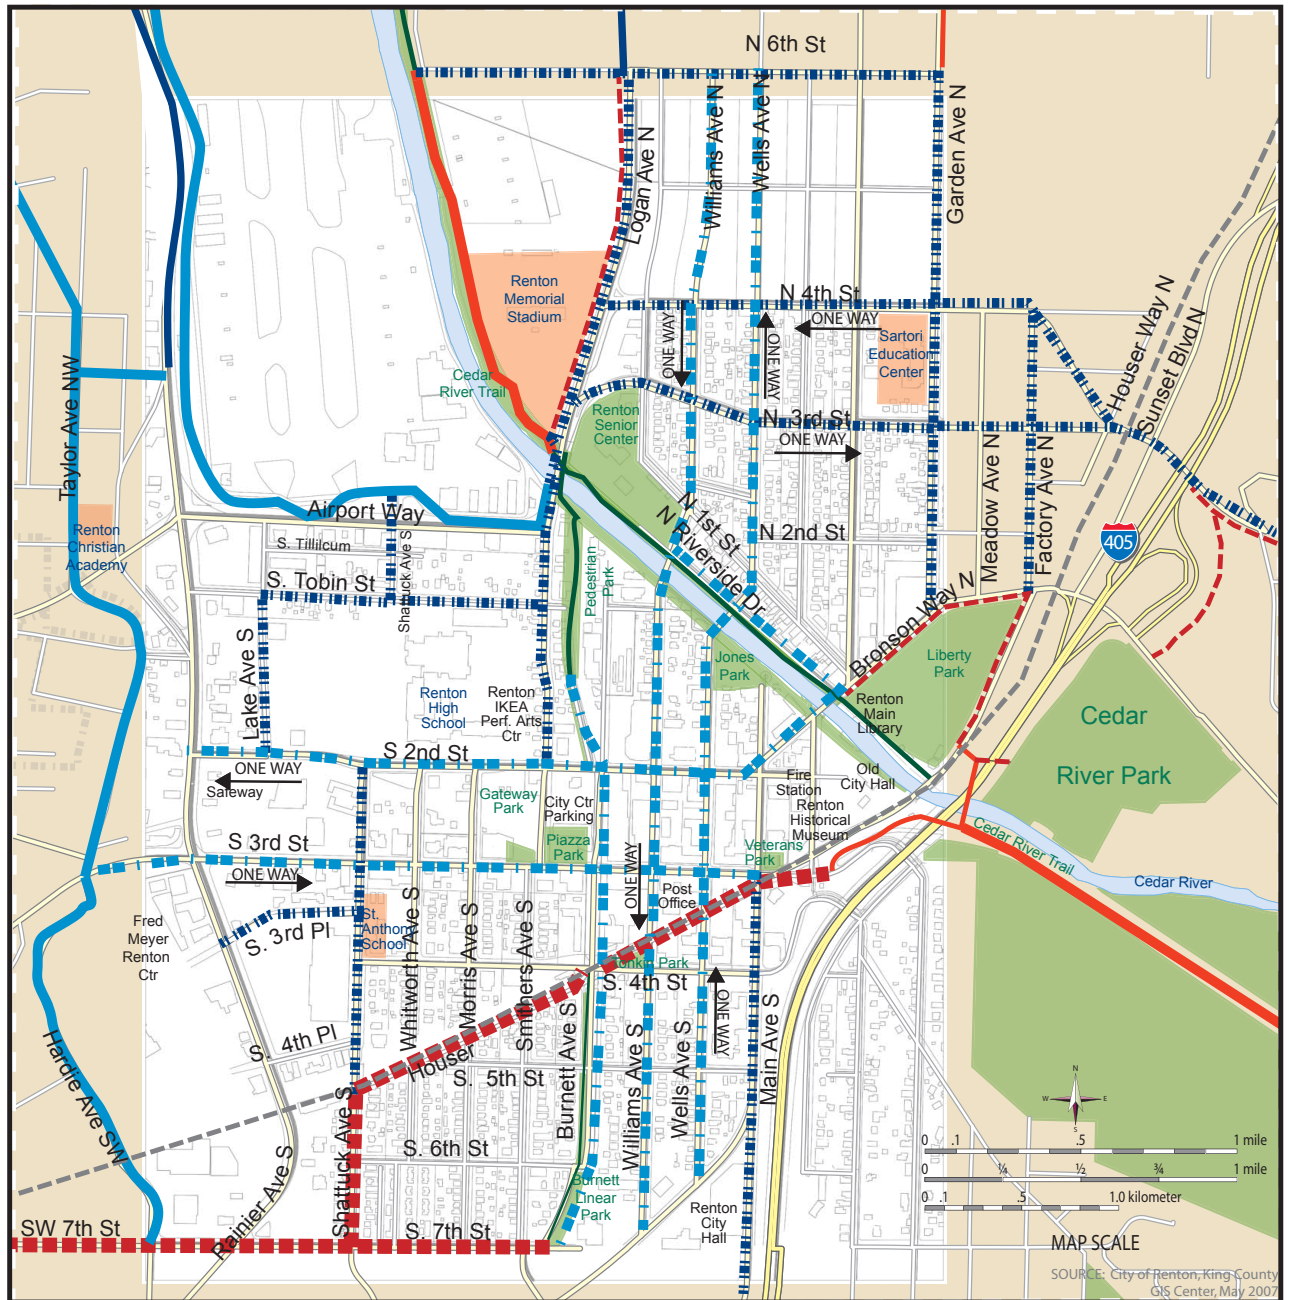 N 6th St
Logan Ave N
Williams Ave N
Wells Ave N
Garden Ave N
Renton
Memorial
Stadium
N 4th St
ONE WAY
ONE WAY
ONE WAY
Sartori
Education
Center
Houser Way N
Sunset Blvd N
Cedar
River Trail
Renton
Senior
Center
N 3rd St
ONE WAY
Taylor Ave NW
Meadow Ave N
Factory Ave N
405
Airport Way
N 1st St
N Riverside Dr
N 2nd St
Renton
Christian
Academy
S. Tillilcum
S. Tobin St
Shattuck Ave S
Pedestrian
Park
Bronson Way N
Lake Ave S
Jones
Park
Liberty
Park
Renton
High
School
Renton
IKEA
Perf. Arts
Ctr
Renton
Main
Library
Cedar
River Park
S 2nd St
ONE WAY
Safeway
Gateway
Park
City Ctr
Parking
Fire
Station
Old
City Hall
Renton
Historical
Museum
S 3rd St
ONE WAY
Piazza
Park
ONE WAY
Veterans
Park
Cedar River Trail
Cedar River
Post
Office
Fred
Meyer
Renton
Ctr
St.
Anthony
School
S. 3rd Pl
Whitworth Ave S
Morris Ave S
Smithers Ave S
Tonkin Park
S. 4th St
ONE WAY
Hardie Ave SW
S. 4th Pl
Houser
S. 5th St
Burnett Ave S
Williams Ave S
Wells Ave S
Main Ave S
N
W
E
S
0 .1 .5 1 mile
0 ¼ ½ ¾ 1 mile
0 .1 .5 1.0 kilometer
S. 6th St
Shattuck Ave S
Rainier Ave S
Burnett
Linear
Park
Renton
City
Hall
SW 7th St
S. 7th St
MAP SCALE
SOURCE: City of Renton, King County
GIS Center, May 2007